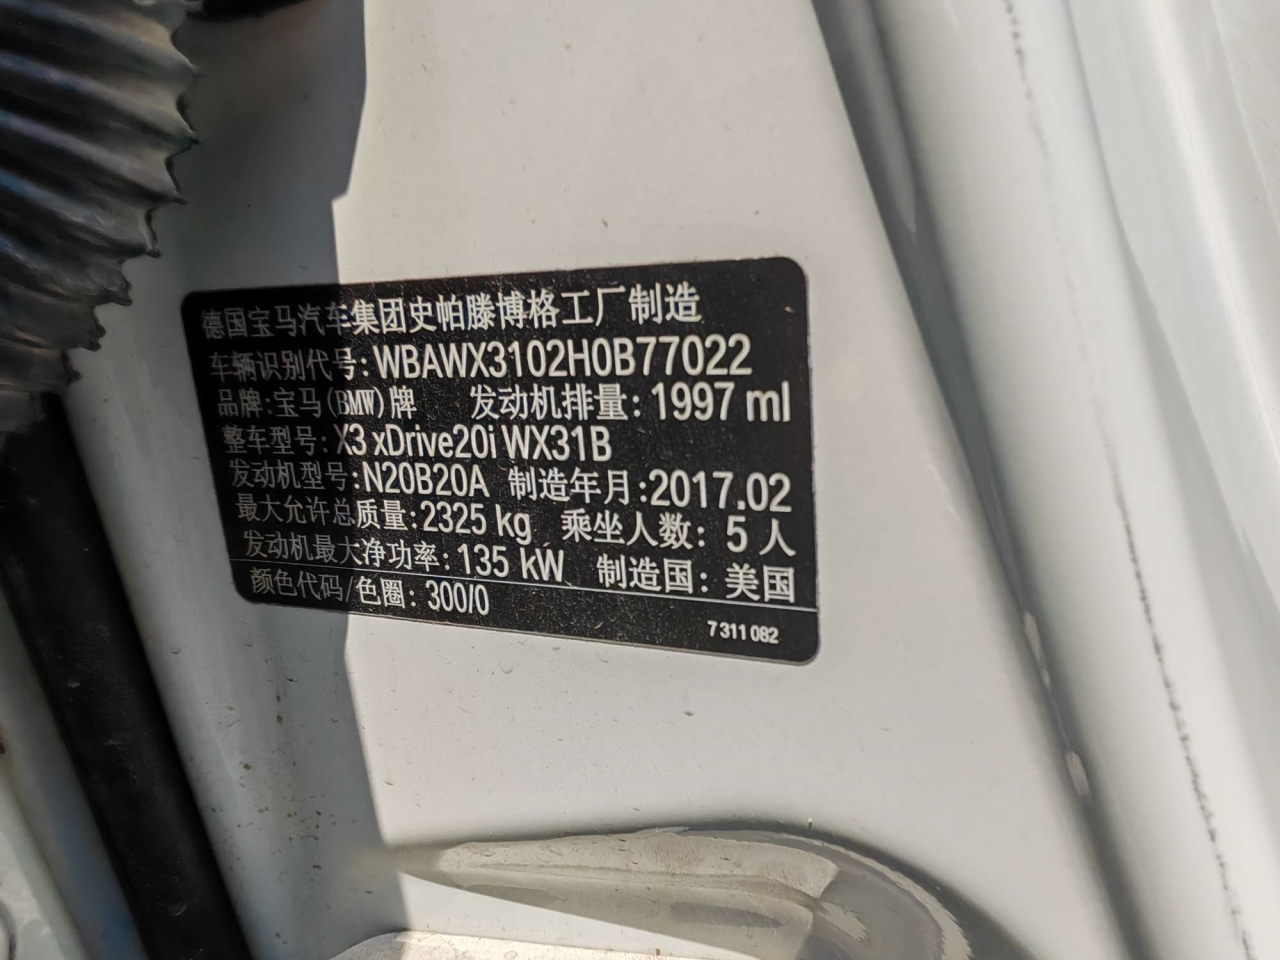 德国宝马汽车集团史帕滕博格工厂制造
车辆识别代号:WBAWX3102H0B77022
品牌:宝马(BMW)牌 发动机排量:1997 ml
整车型号:X3 xDrive20i WX31B
发动机型号:N20B20A 制造年月:2017.02
最大允许总质量:2325 kg 乘坐人数: 5 人
发动机最大净功率:135 kW 制造国: 美国
颜色代码/色圈: 300/0
7 311 082